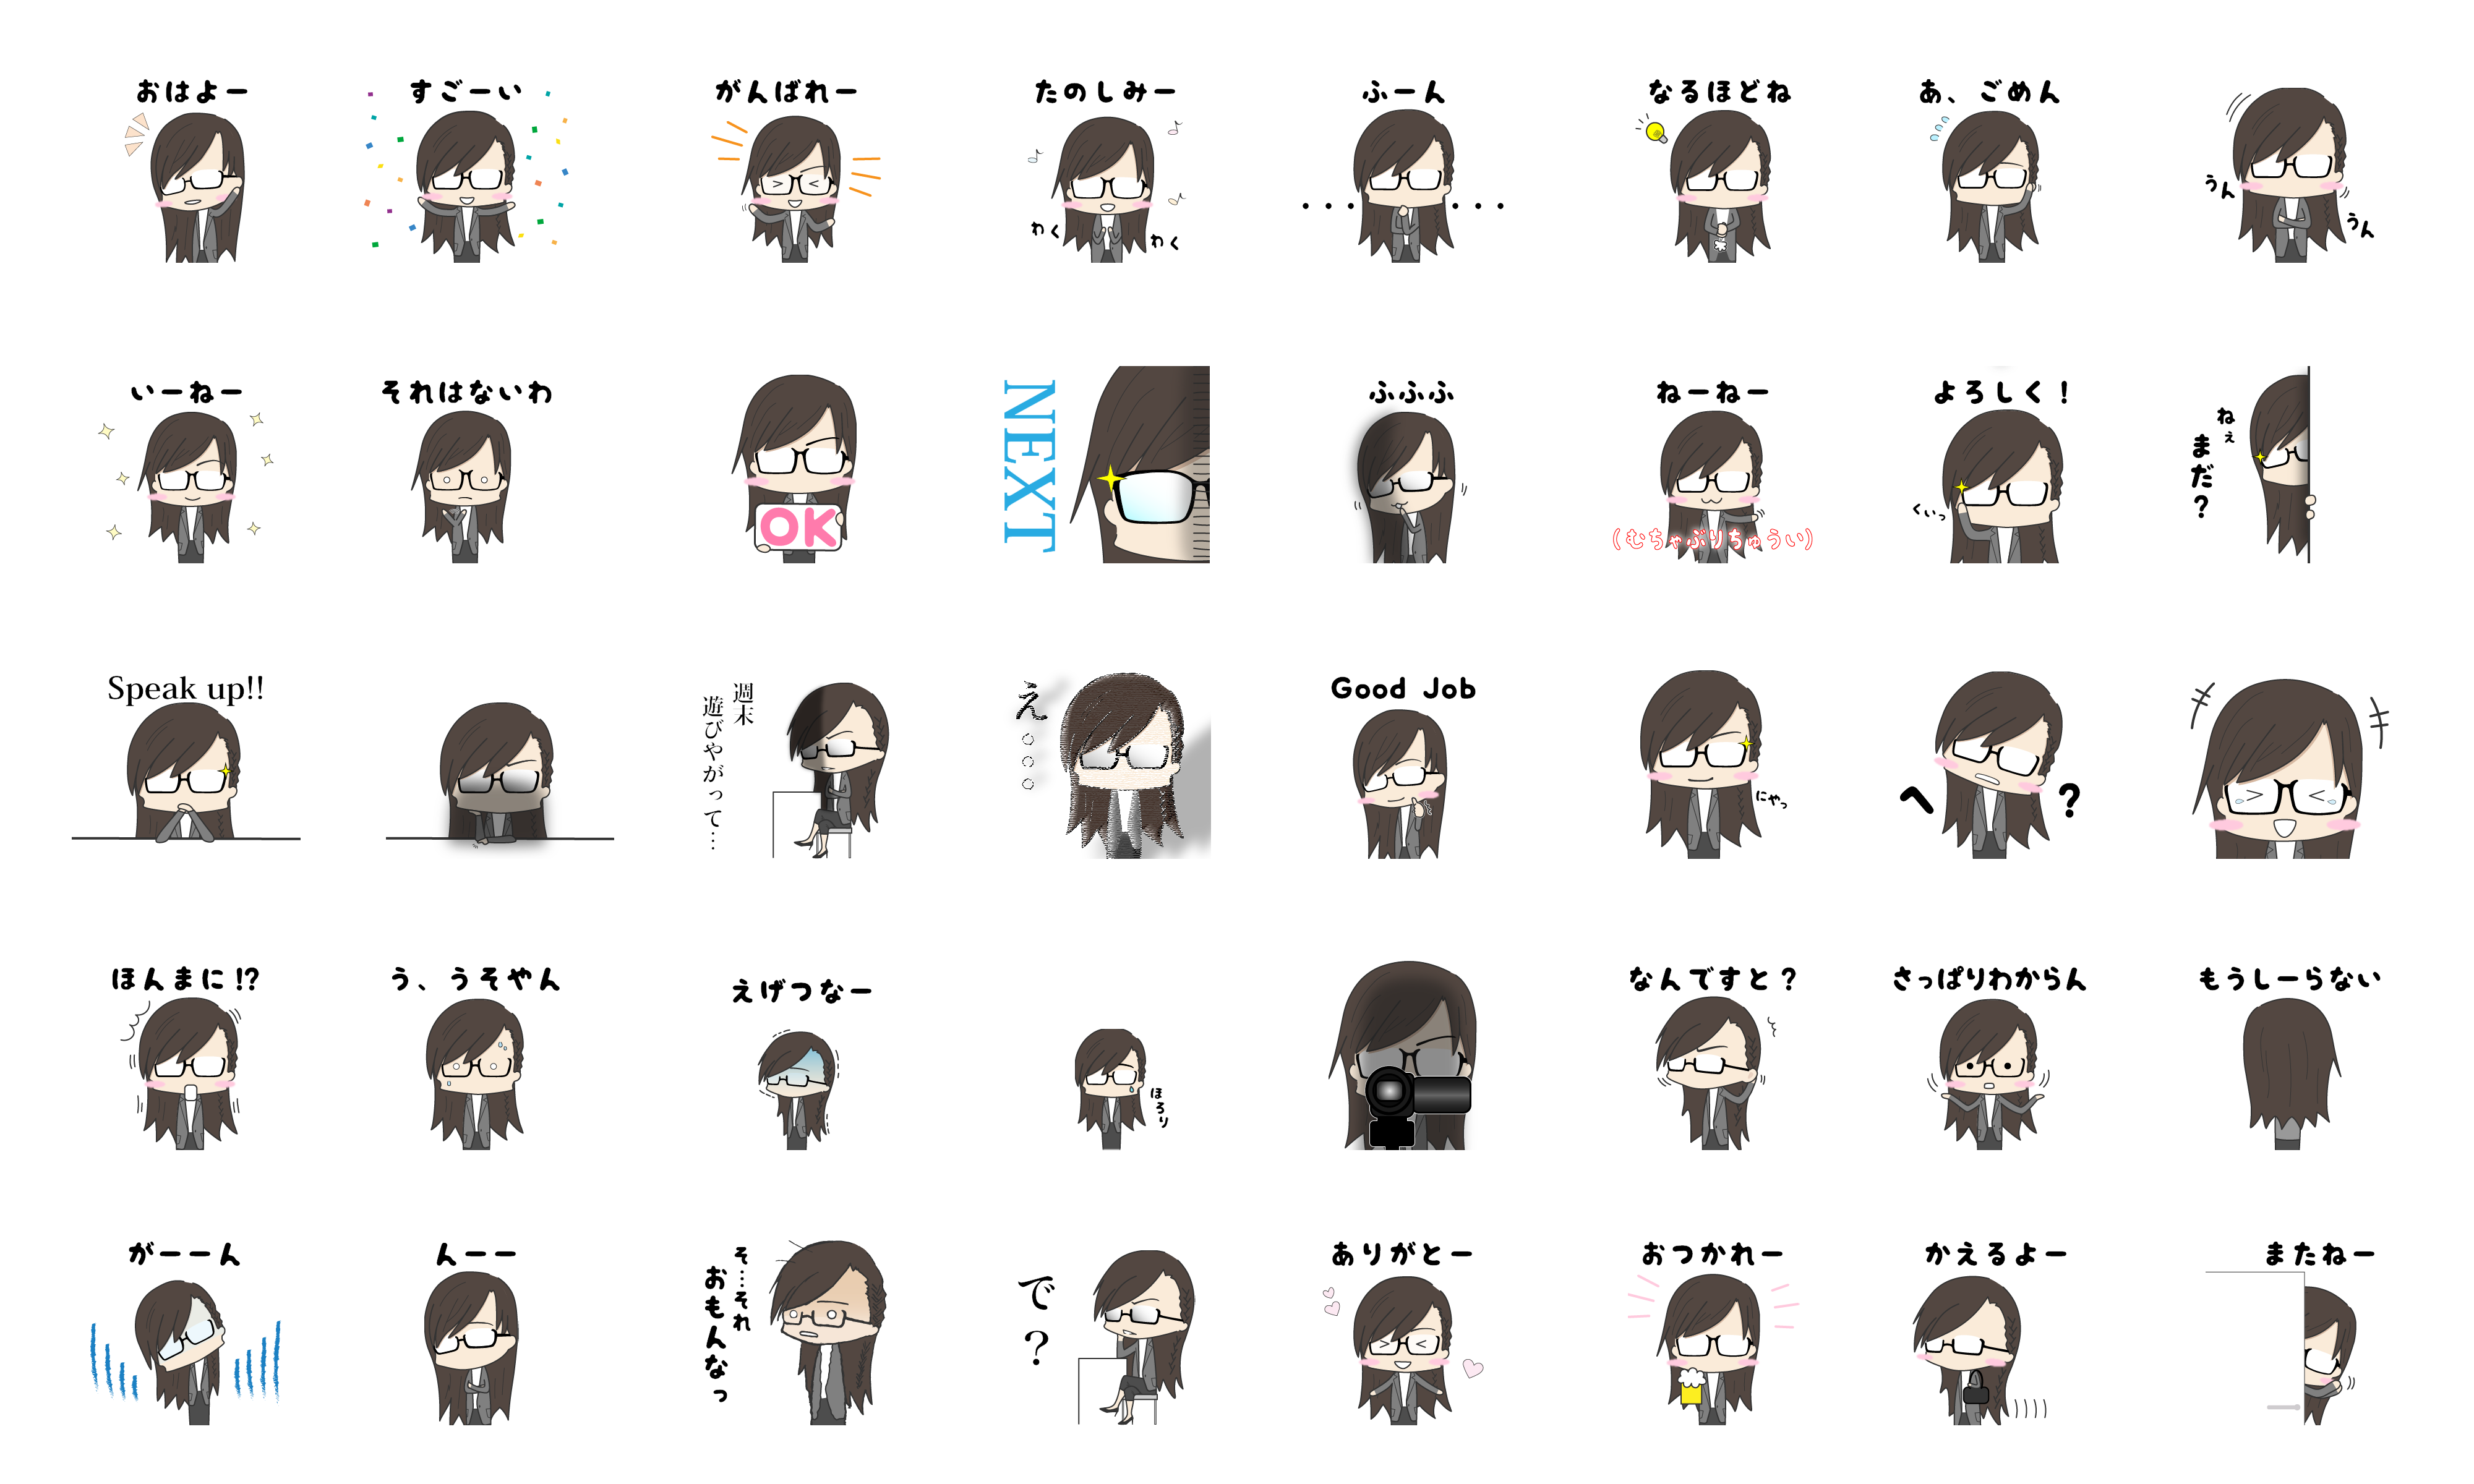 おはよー
すごーい
がんばれー
たのしみー
わく
わく
ふーん
・・・ ・・・
なるほどね
あ、ごめん
うん
うん
いーねー
それはないわ
OK
NEXT
ふふふ
ねーねー
(むちゃぶりちゅうい)
よろしく!
くいっ
ねぇ
まだ?
Speak up!!
週末
遊びやがって…
え。。。
Good Job
にやっ
へ?
ほんまに!?
う、うそやん
えげつなー
ほろり
なんですと?
さっぱりわからん
もうしーらない
がーーん
んーー
そ…それ
おもんなっ
で?
ありがとー
おつかれー
かえるよー
またねー